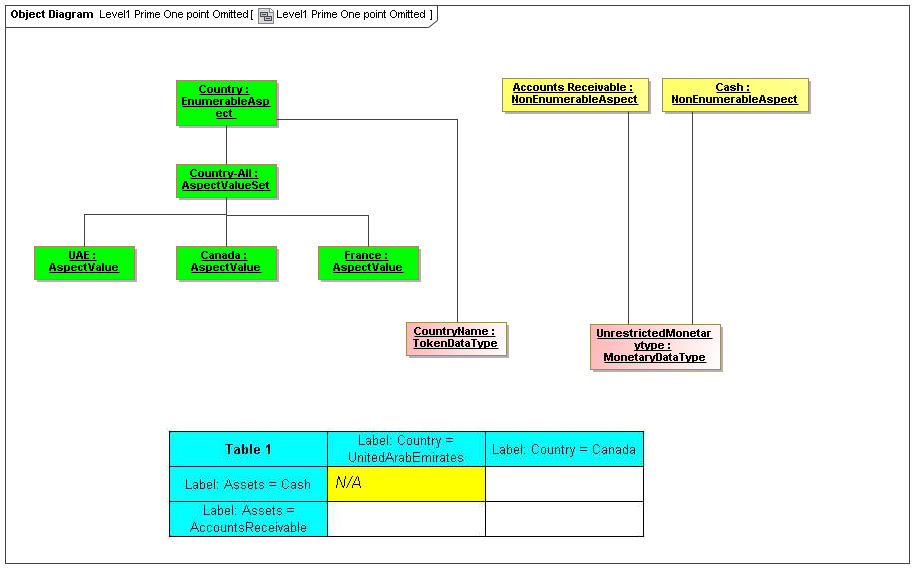 Object Diagram Level1 Prime One point Omitted [ Level1 Prime One point Omitted ]
Country :
EnumerableAsp
ect
Accounts Receivable :
NonEnumerableAspect
Cash :
NonEnumerableAspect
Country-All :
AspectValueSet
UAE :
AspectValue
Canada :
AspectValue
France :
AspectValue
CountryName :
TokenDataType
UnrestrictedMonetar
ytype :
MonetaryDataType
Table 1
Label: Country =
UnitedArabEmirates
Label: Country = Canada
Label: Assets = Cash
N/A
Label: Assets =
AccountsReceivable